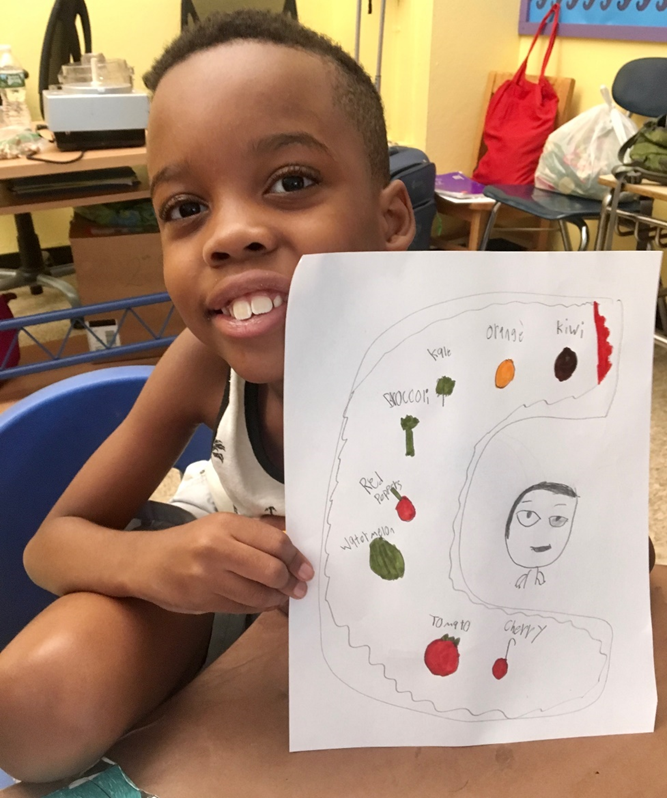 Kale
Orange
Kiwi
Broccoli
Red
Peppers
Watermelon
Tomato
Cherry